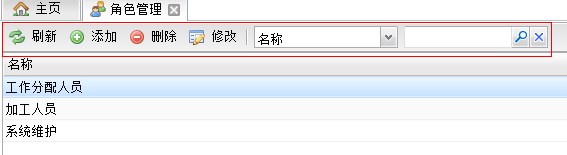 主页 角色管理
刷新 添加 删除 修改 名称
名称
工作分配人员
加工人员
系统维护